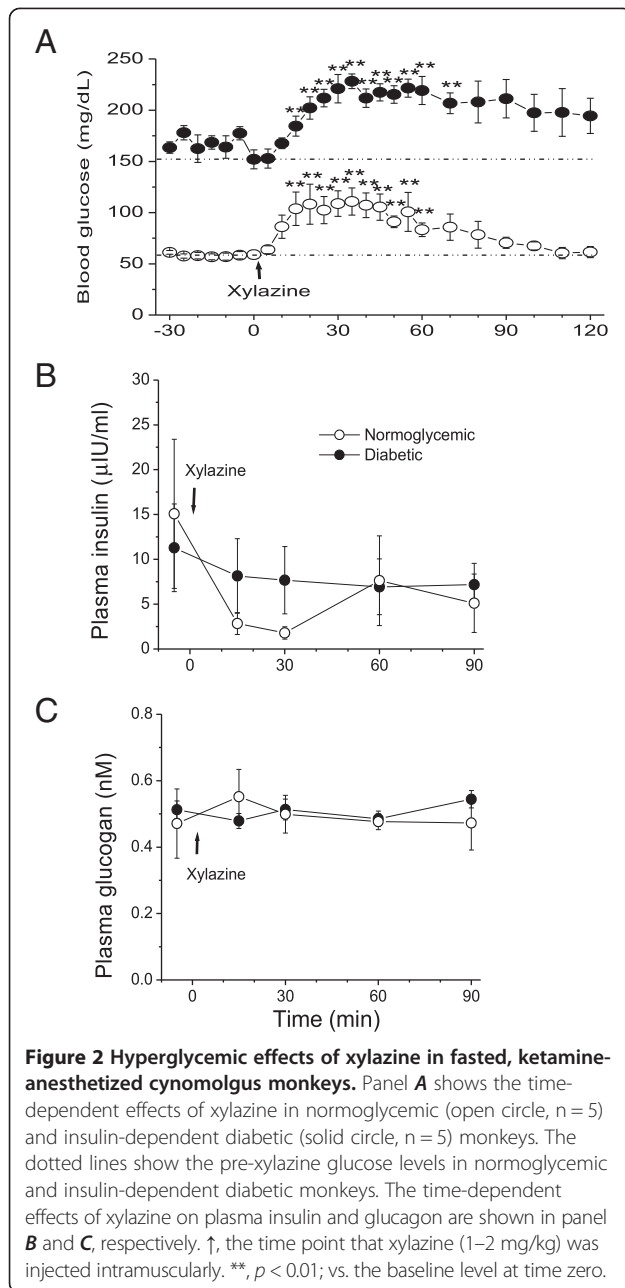 A
Blood glucose (mg/dL)
250
200
150
100
50
0
** ** ** ** ** ** ** ** ** ** **
** ** ** ** ** ** ** ** ** **
Xylazine
-30 0 30 60 90 120
B
Plasma insulin (µIU/ml)
30
25
20
15
10
5
0
Normoglycemic
Diabetic
Xylazine
0 30 60 90
C
Plasma glucogan (nM)
0.8
0.6
0.4
0.2
0.0
Xylazine
0 30 60 90
Time (min)
Figure 2 Hyperglycemic effects of xylazine in fasted, ketamine-
anesthetized cynomolgus monkeys. Panel A shows the time-
dependent effects of xylazine in normoglycemic (open circle, n = 5)
and insulin-dependent diabetic (solid circle, n = 5) monkeys. The
dotted lines show the pre-xylazine glucose levels in normoglycemic
and insulin-dependent diabetic monkeys. The time-dependent
effects of xylazine on plasma insulin and glucagon are shown in panel
B and C, respectively. ↑, the time point that xylazine (1–2 mg/kg) was
injected intramuscularly. **, p < 0.01; vs. the baseline level at time zero.